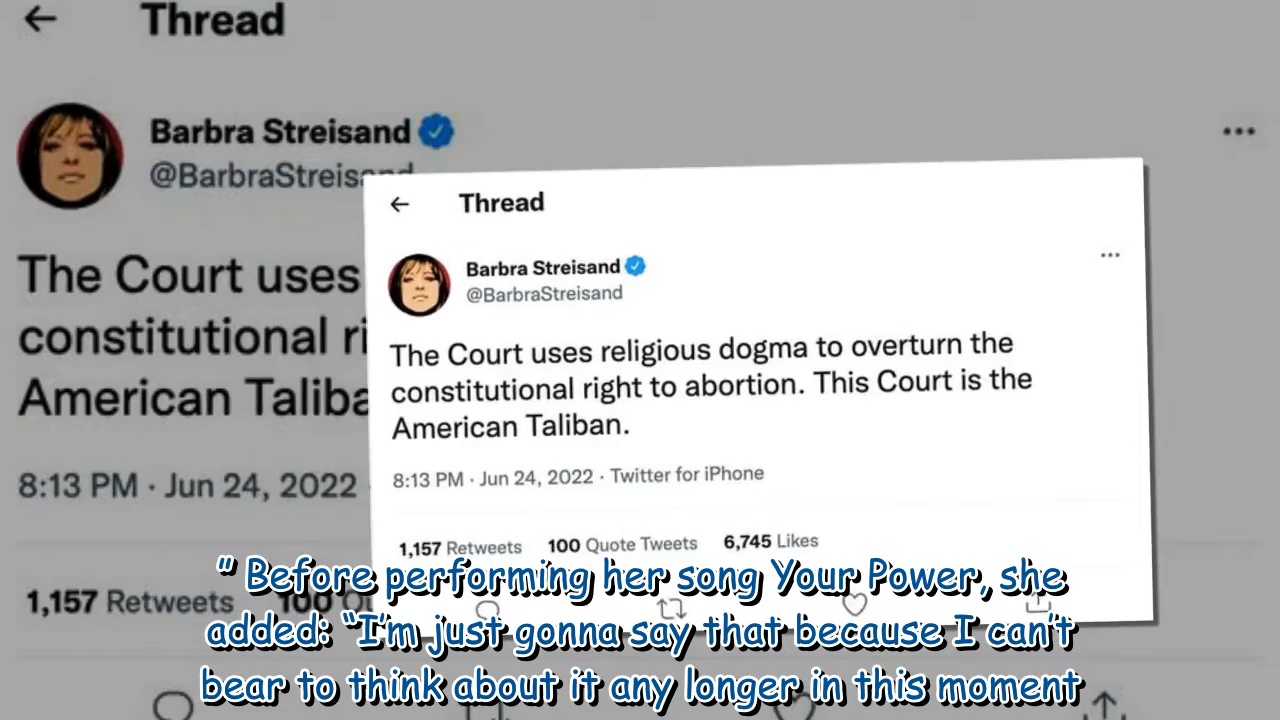 Thread
Barbra Streisand
@BarbraStreis
The Court uses
constitutional ri
American Taliba
8:13 PM · Jun 24, 2022
1,157 Retweets 100 Qu
Thread
Barbra Streisand
@BarbraStreisand
The Court uses religious dogma to overturn the
constitutional right to abortion. This Court is the
American Taliban.
8:13 PM · Jun 24, 2022 · Twitter for iPhone
1,157 Retweets 100 Quote Tweets 6,745 Likes
” Before performing her song Your Power, she
added: “I’m just gonna say that because I can’t
bear to think about it any longer in this moment